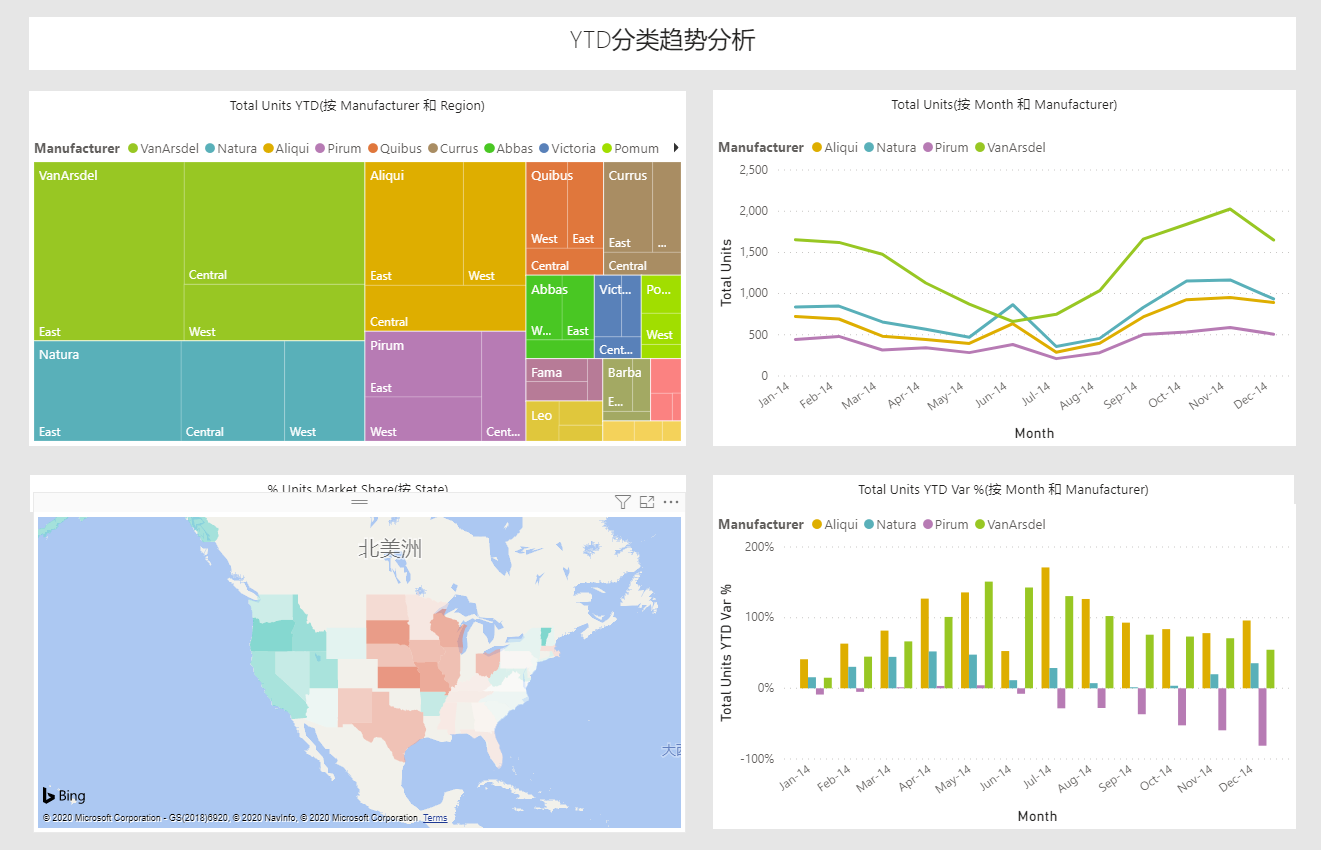 YTD分类趋势分析
Total Units YTD(按 Manufacturer 和 Region)
Manufacturer VanArsdel Natura Aliqui Pirum Quibus Currus Abbas Victoria Pomum
VanArsdel
Central
East
West
Natura
East
Central
West
Aliqui
East
West
Central
Pirum
East
West
Cent...
Quibus
West
East
Central
Currus
East
...
Central
Abbas
W...
East
Vict...
Cent...
Po...
West
Fama
Leo
Barba
E...
Total Units(按 Month 和 Manufacturer)
Manufacturer Aliqui Natura Pirum VanArsdel
Total Units
2,500
2,000
1,500
1,000
500
0
Jan-14 Feb-14 Mar-14 Apr-14 May-14 Jun-14 Jul-14 Aug-14 Sep-14 Oct-14 Nov-14 Dec-14
Month
% Units Market Share(按 State)
北美洲
大西
Bing
© 2020 Microsoft Corporation - GS(2018)6920, © 2020 NavInfo, © 2020 Microsoft Corporation Terms
Total Units YTD Var %(按 Month 和 Manufacturer)
Manufacturer Aliqui Natura Pirum VanArsdel
Total Units YTD Var %
200%
100%
0%
-100%
Jan-14 Feb-14 Mar-14 Apr-14 May-14 Jun-14 Jul-14 Aug-14 Sep-14 Oct-14 Nov-14 Dec-14
Month